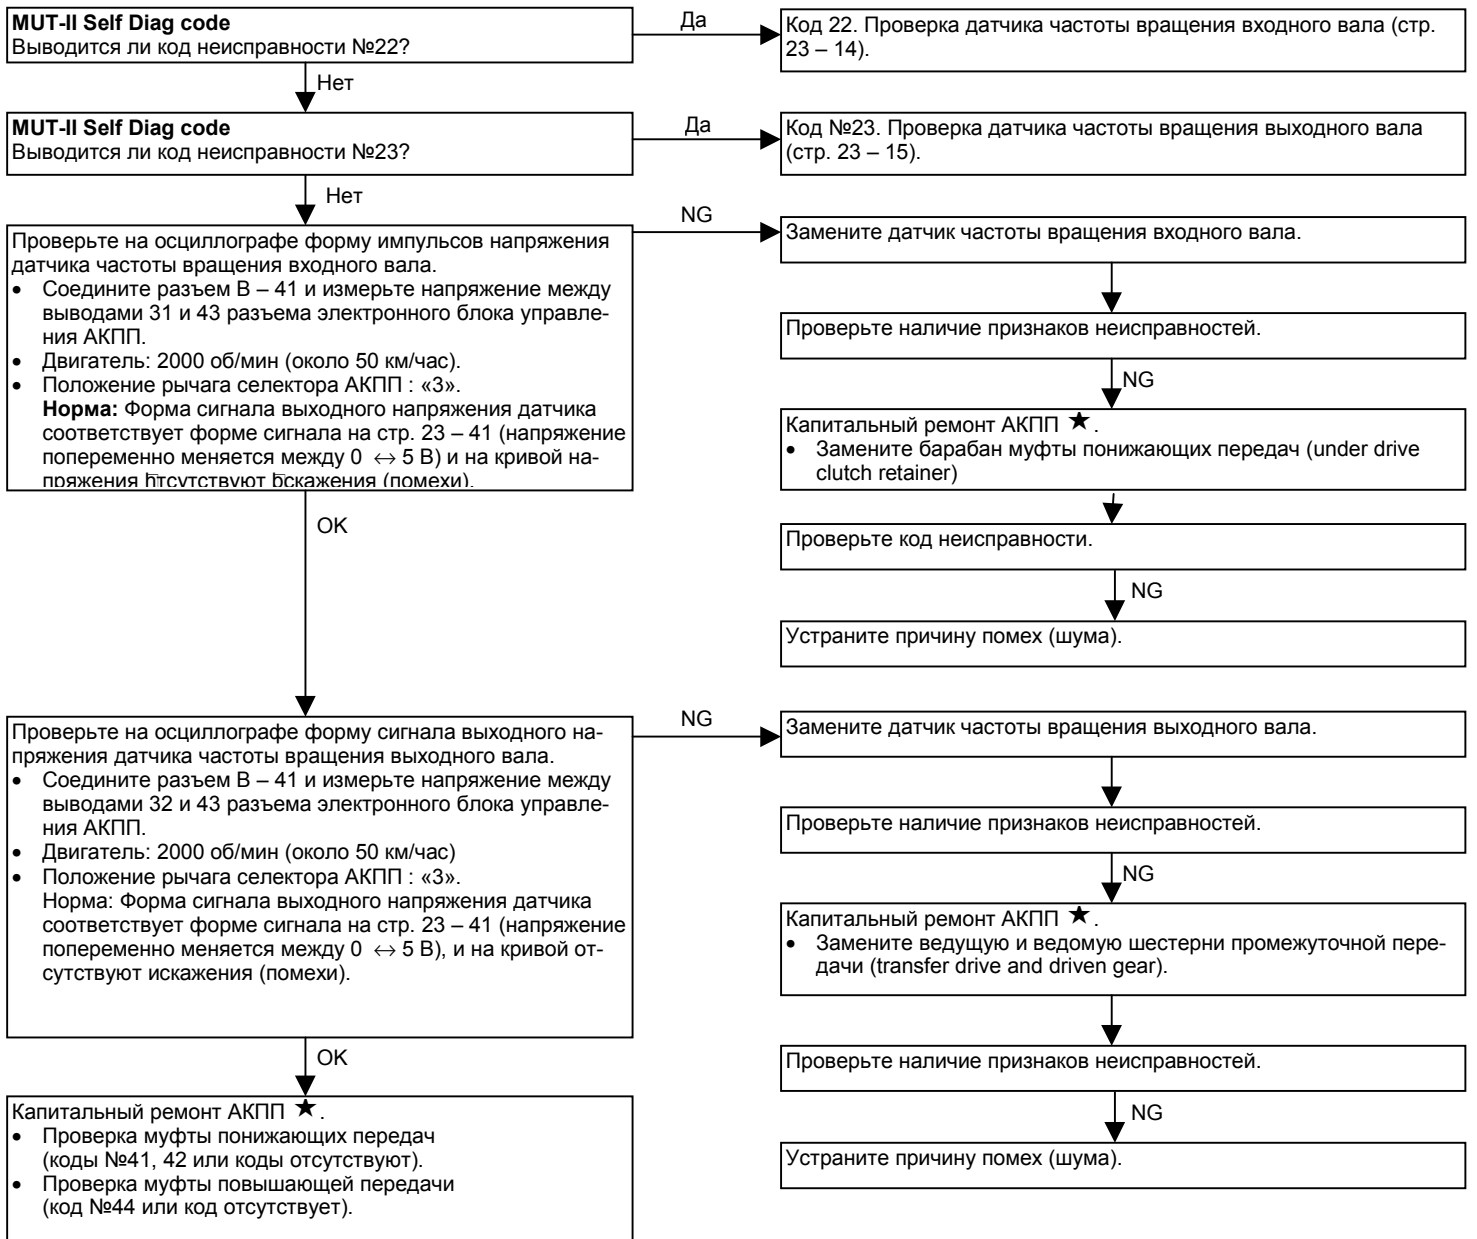 MUT-II Self Diag code
Выводится ли код неисправности №22?
Да
Код 22. Проверка датчика частоты вращения входного вала (стр.
23 – 14).
Нет
MUT-II Self Diag code
Выводится ли код неисправности №23?
Да
Код №23. Проверка датчика частоты вращения выходного вала
(стр. 23 – 15).
Нет
Проверьте на осциллографе форму импульсов напряжения
датчика частоты вращения входного вала.
• Соедините разъем В – 41 и измерьте напряжение между
выводами 31 и 43 разъема электронного блока управле-
ния АКПП.
• Двигатель: 2000 об/мин (около 50 км/час).
• Положение рычага селектора АКПП : «3».
Норма: Форма сигнала выходного напряжения датчика
соответствует форме сигнала на стр. 23 – 41 (напряжение
попеременно меняется между 0 ↔ 5 В) и на кривой на-
пряжения отсутствуют искажения (помехи).
NG
Замените датчик частоты вращения входного вала.
Проверьте наличие признаков неисправностей.
NG
Капитальный ремонт АКПП ★.
• Замените барабан муфты понижающих передач (under drive
clutch retainer)
Проверьте код неисправности.
NG
Устраните причину помех (шума).
OK
Проверьте на осциллографе форму сигнала выходного на-
пряжения датчика частоты вращения выходного вала.
• Соедините разъем В – 41 и измерьте напряжение между
выводами 32 и 43 разъема электронного блока управле-
ния АКПП.
• Двигатель: 2000 об/мин (около 50 км/час)
• Положение рычага селектора АКПП : «3».
Норма: Форма сигнала выходного напряжения датчика
соответствует форме сигнала на стр. 23 – 41 (напряжение
попеременно меняется между 0 ↔ 5 В), и на кривой от-
сутствуют искажения (помехи).
NG
Замените датчик частоты вращения выходного вала.
Проверьте наличие признаков неисправностей.
NG
Капитальный ремонт АКПП ★.
• Замените ведущую и ведомую шестерни промежуточной пере-
дачи (transfer drive and driven gear).
Проверьте наличие признаков неисправностей.
NG
Устраните причину помех (шума).
OK
Капитальный ремонт АКПП ★.
• Проверка муфты понижающих передач
(коды №41, 42 или коды отсутствуют).
• Проверка муфты повышающей передачи
(код №44 или код отсутствует).